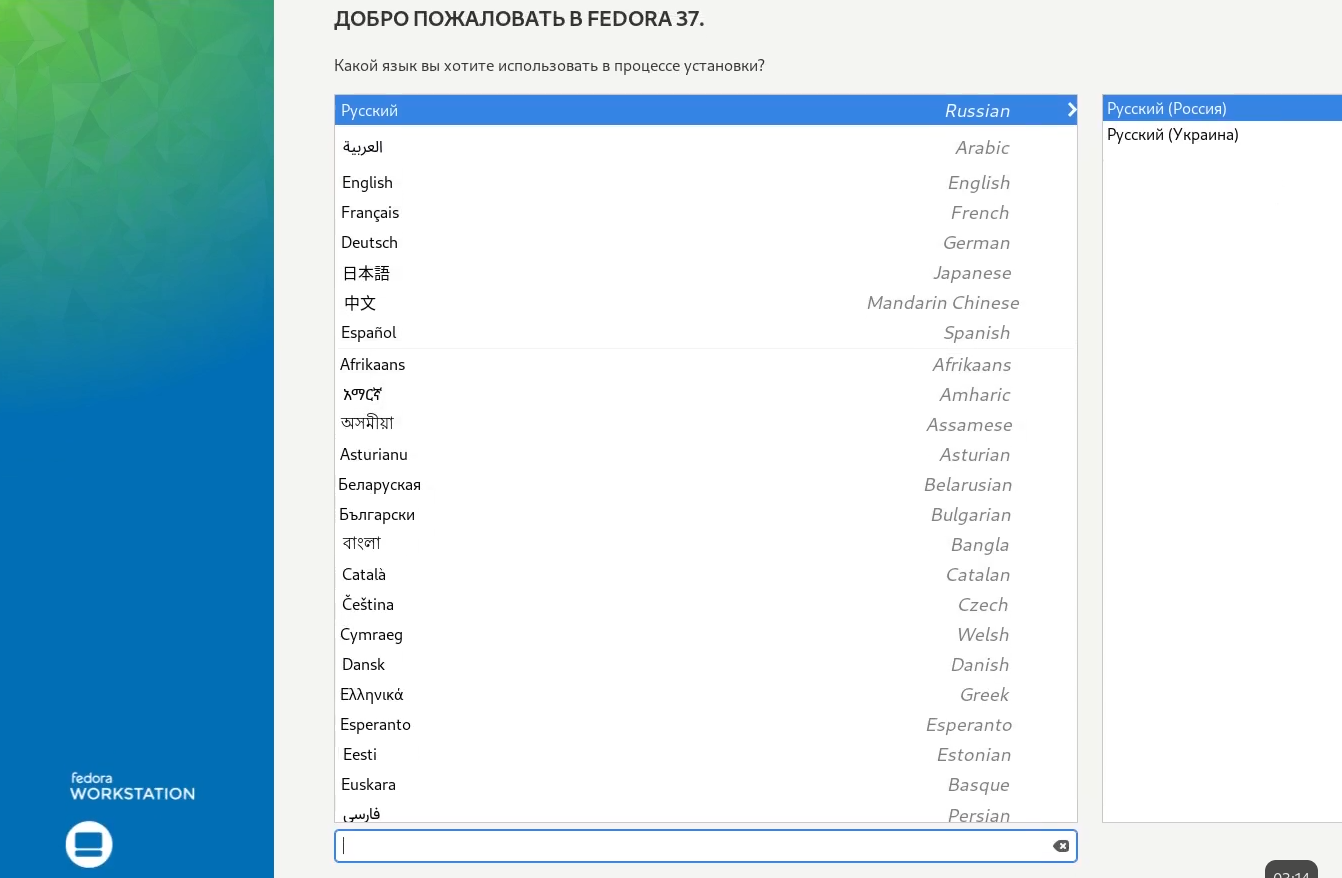 ДОБРО ПОЖАЛОВАТЬ В FEDORA 37.
Какой язык вы хотите использовать в процессе установки?
Русский Russian
العربية Arabic
English English
Français French
Deutsch German
日本語 Japanese
中文 Mandarin Chinese
Español Spanish
Afrikaans Afrikaans
አማርኛ Amharic
অসমীয়া Assamese
Asturianu Asturian
Беларуская Belarusian
Български Bulgarian
বাংলা Bangla
Català Catalan
Čeština Czech
Cymraeg Welsh
Dansk Danish
Ελληνικά Greek
Esperanto Esperanto
Eesti Estonian
Euskara Basque
فارسی Persian
Русский (Россия)
Русский (Украина)
fedora
WORKSTATION